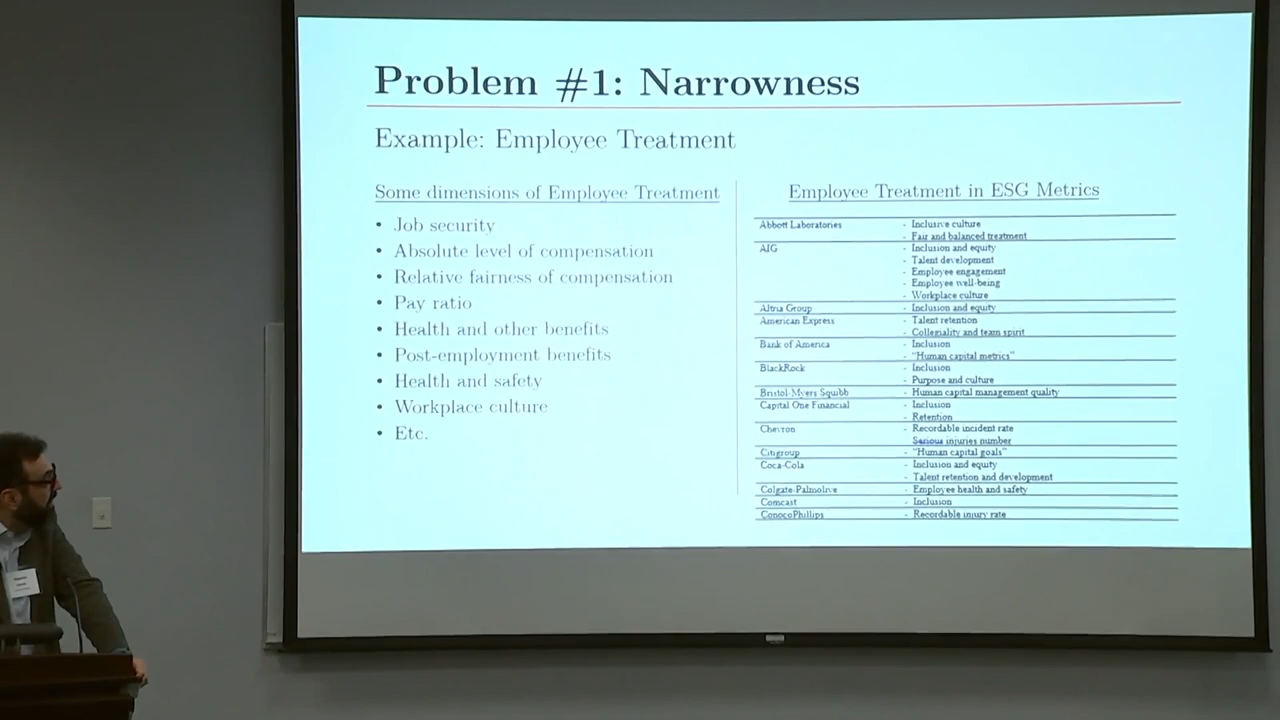 Problem #1: Narrowness
Example: Employee Treatment
Some dimensions of Employee Treatment
• Job security
• Absolute level of compensation
• Relative fairness of compensation
• Pay ratio
• Health and other benefits
• Post-employment benefits
• Health and safety
• Workplace culture
• Etc.
Employee Treatment in ESG Metrics
Abbott Laboratories - Inclusive culture
- Fair and balanced treatment
AIG - Inclusion and equity
- Talent development
- Employee engagement
- Employee well-being
- Workplace culture
Altria Group - Inclusion and equity
American Express - Talent retention
- Collegiality and team spirit
Bank of America - Inclusion
- "Human capital metrics"
BlackRock - Inclusion
- Purpose and culture
Bristol-Myers Squibb - Human capital management quality
Capital One Financial - Inclusion
- Retention
Chevron - Recordable incident rate
Serious injuries number
Citigroup - "Human capital goals"
Coca-Cola - Inclusion and equity
- Talent retention and development
Colgate-Palmolive - Employee health and safety
Comcast - Inclusion
ConocoPhillips - Recordable injury rate